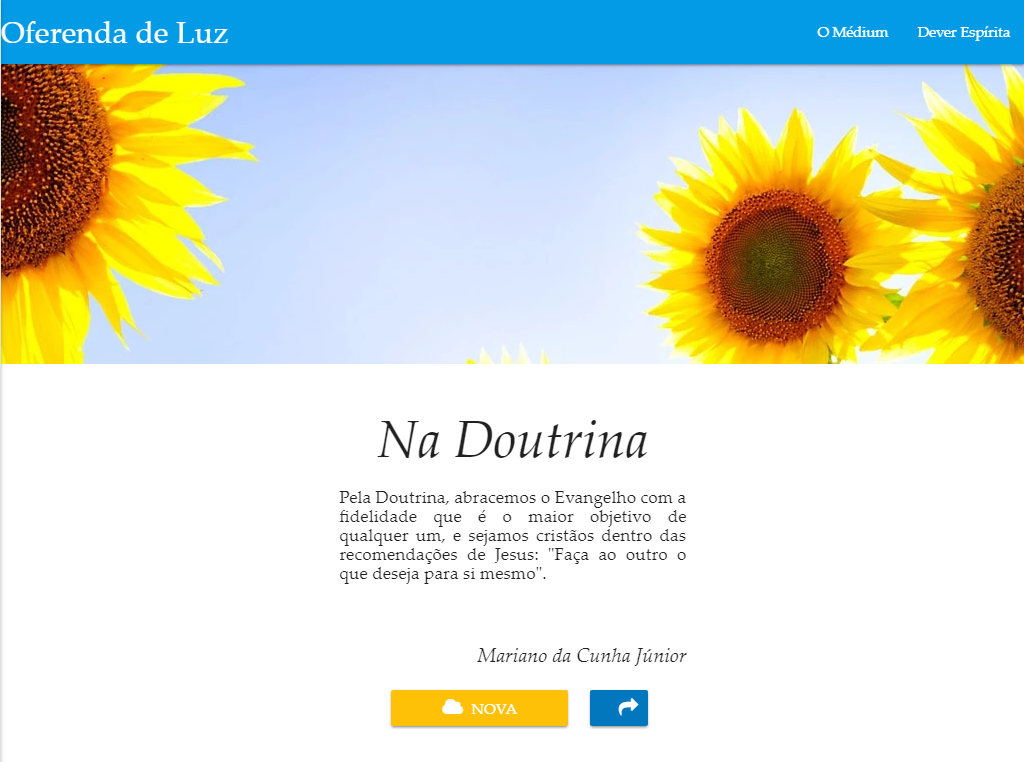 Oferenda de Luz
O Médium
Dever Espírita
Na Doutrina
Pela Doutrina, abracemos o Evangelho com a
fidelidade que é o maior objetivo de
qualquer um, e sejamos cristãos dentro das
recomendações de Jesus: "Faça ao outro o
que deseja para si mesmo".
Mariano da Cunha Júnior
NOVA